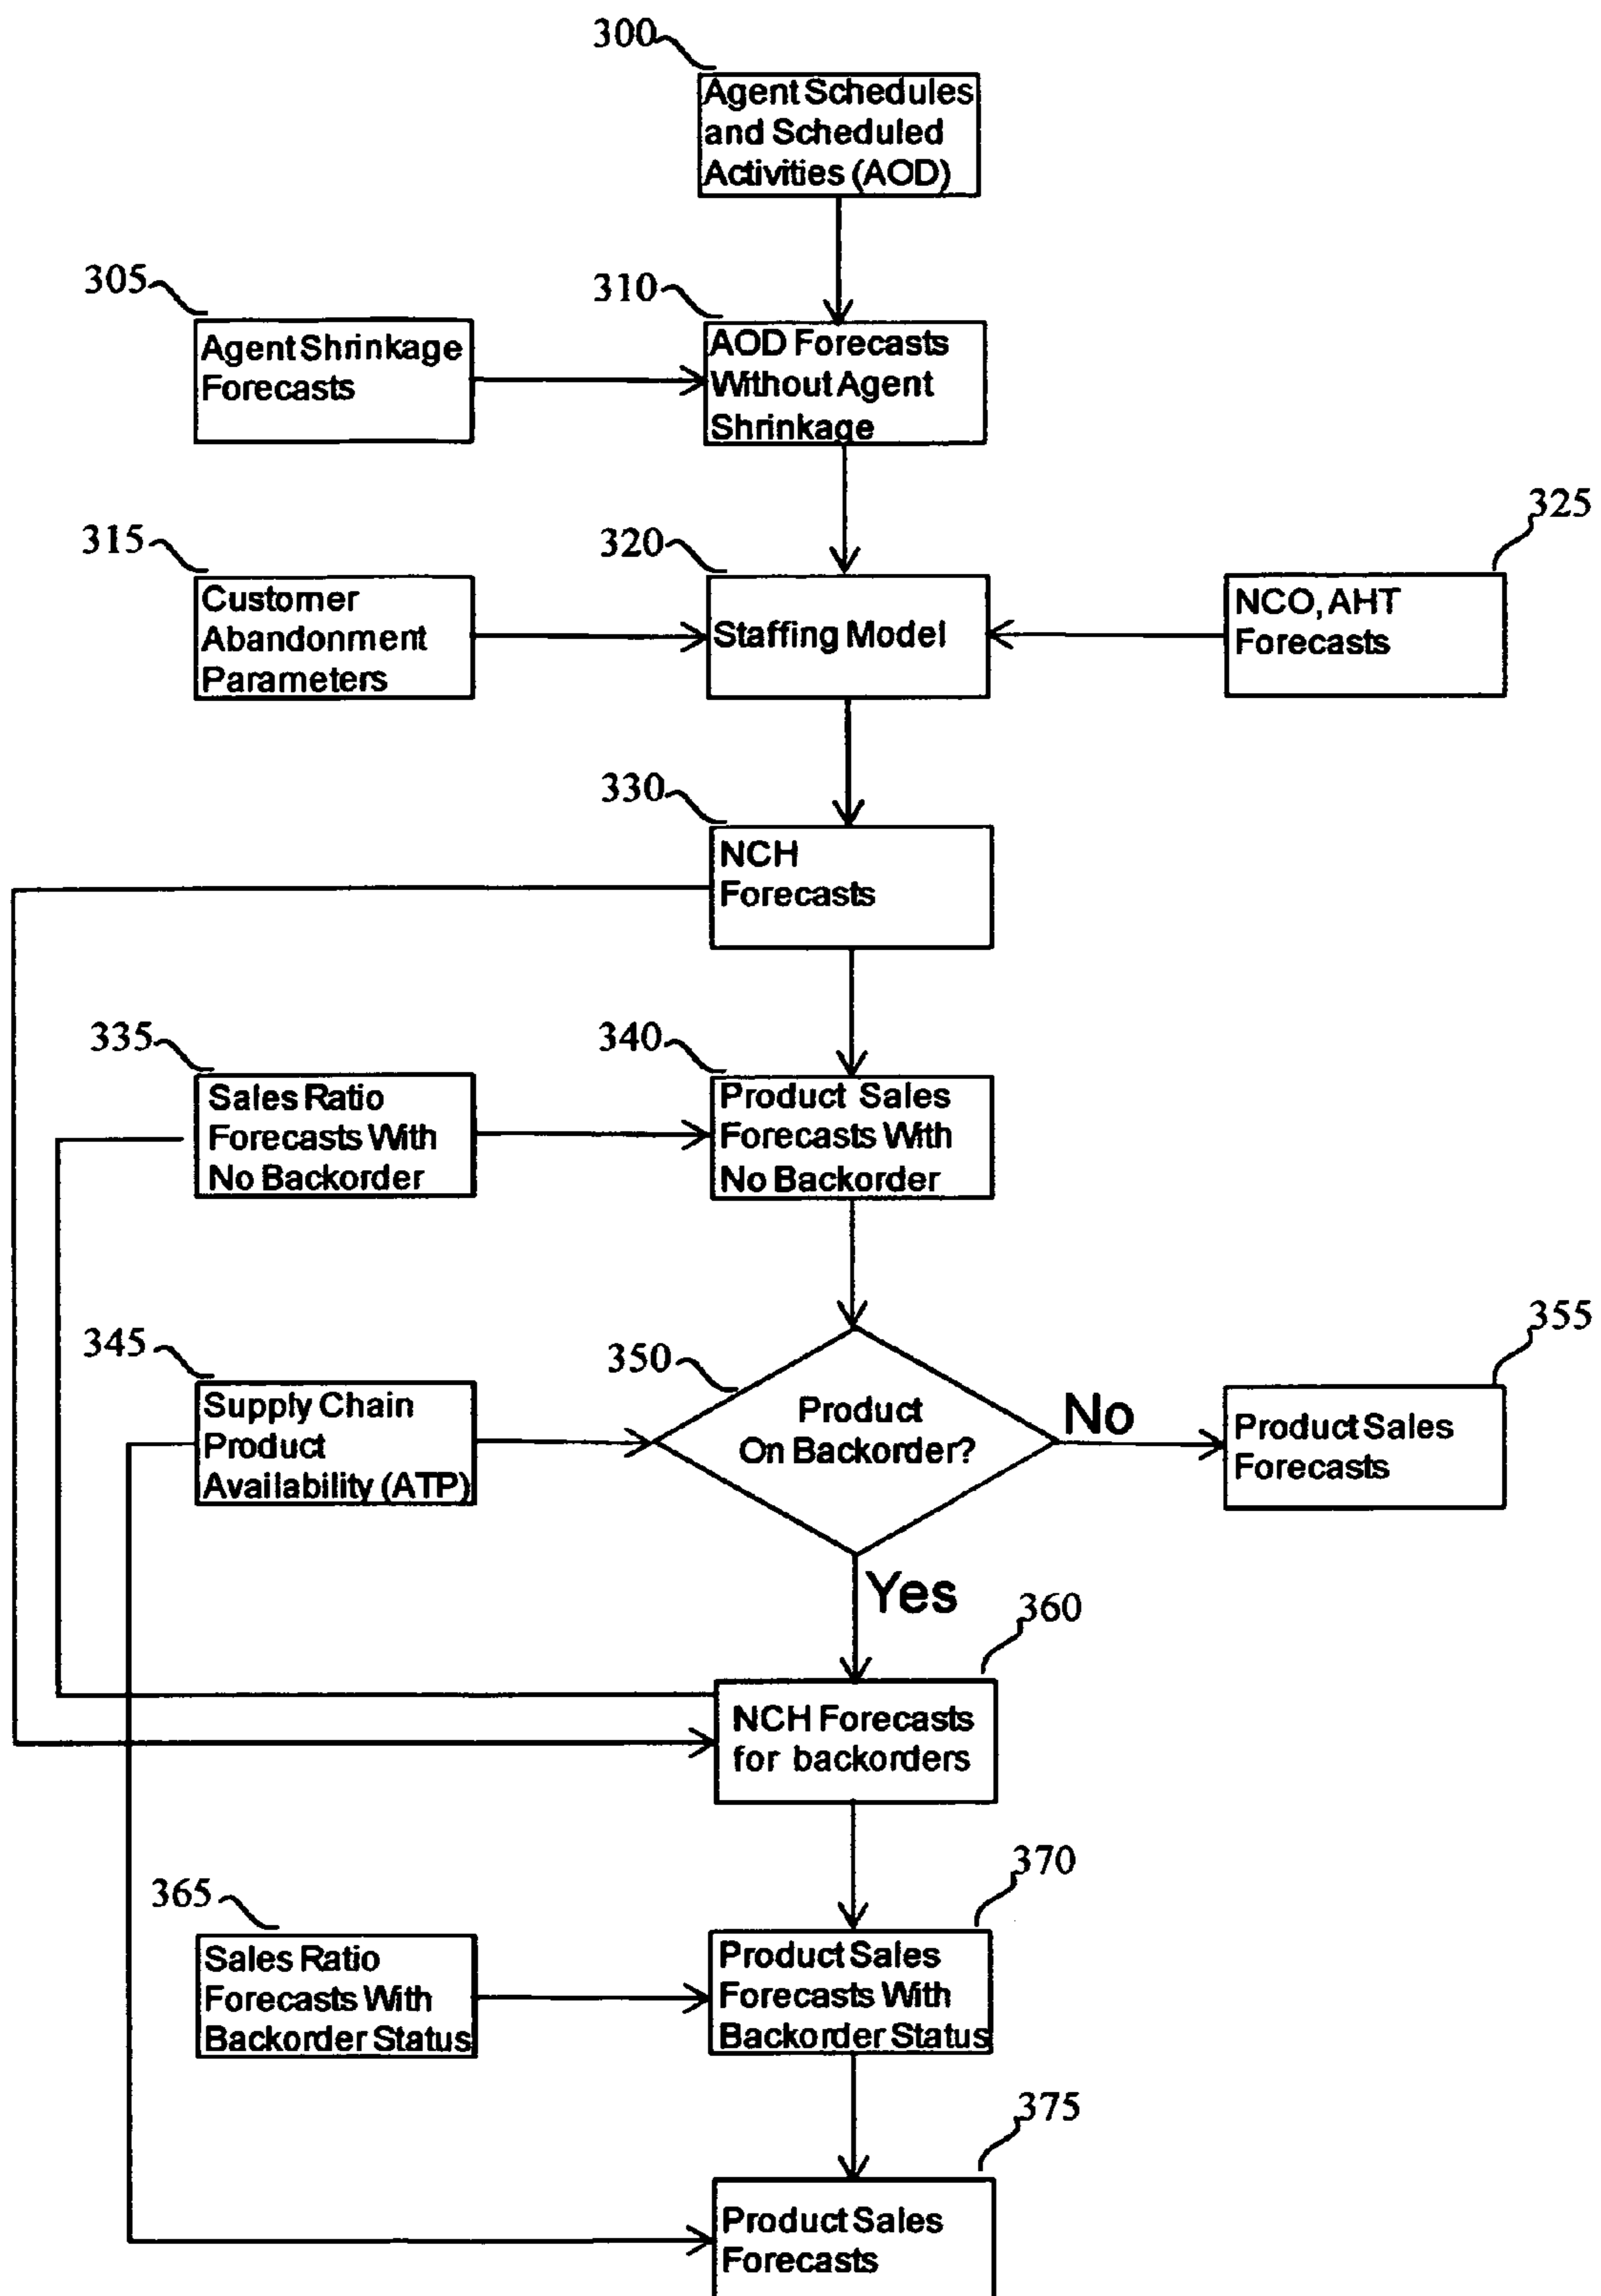 300
Agent Schedules
and Scheduled
Activities (AOD)
305
Agent Shrinkage
Forecasts
310
AOD Forecasts
Without Agent
Shrinkage
315
Customer
Abandonment
Parameters
320
Staffing Model
325
NCO, AHT
Forecasts
330
NCH
Forecasts
335
Sales Ratio
Forecasts With
No Backorder
340
Product Sales
Forecasts With
No Backorder
345
Supply Chain
Product
Availability (ATP)
350
Product
On Backorder?
No
355
Product Sales
Forecasts
Yes
360
NCH Forecasts
for backorders
365
Sales Ratio
Forecasts With
Backorder Status
370
Product Sales
Forecasts With
Backorder Status
375
Product Sales
Forecasts